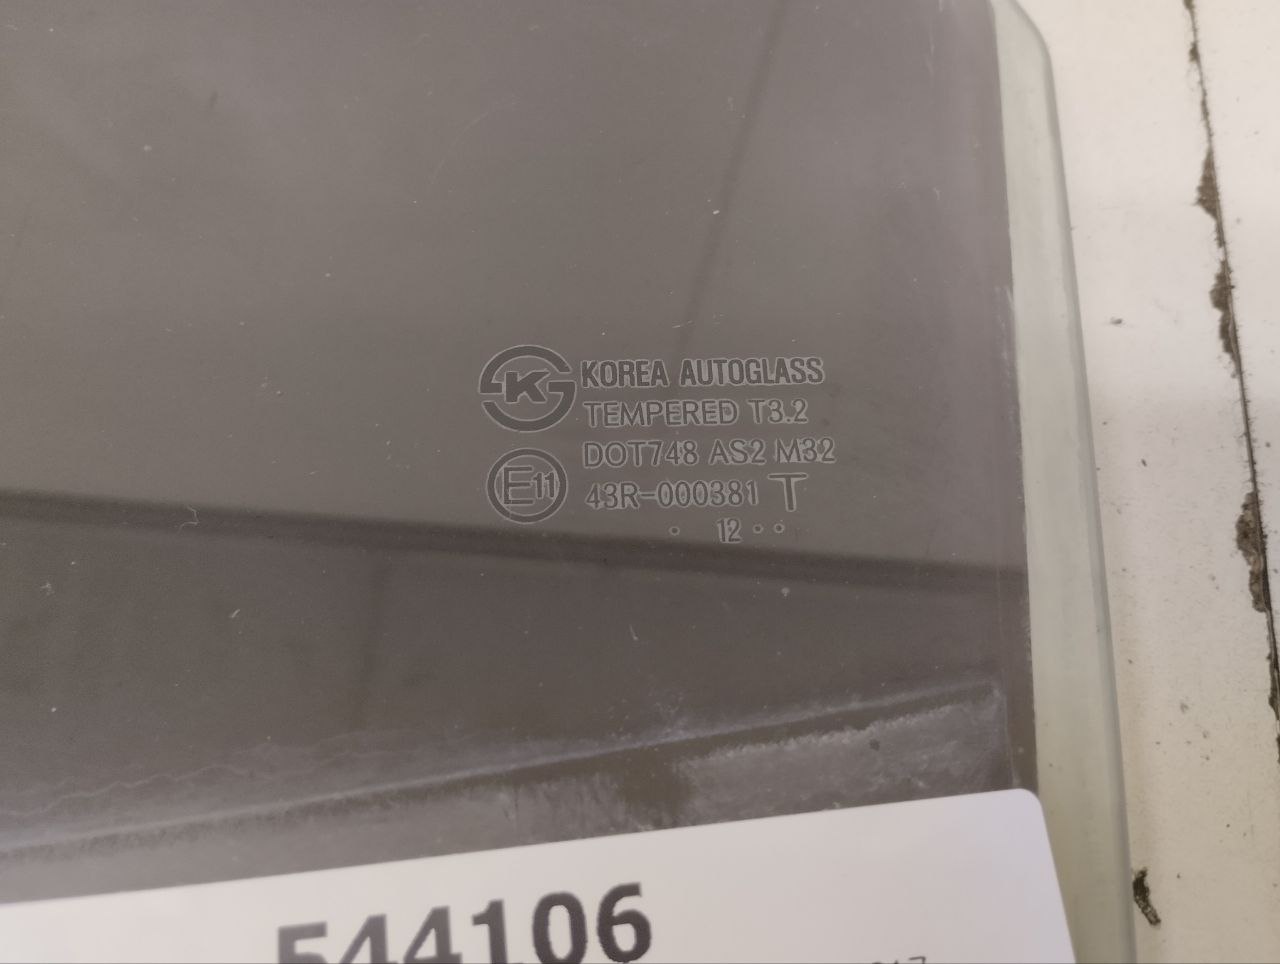 KOREA AUTOGLASS
TEMPERED T3.2
DOT748 AS2 M32
E11 43R-000381 T
. 12 . .
544106